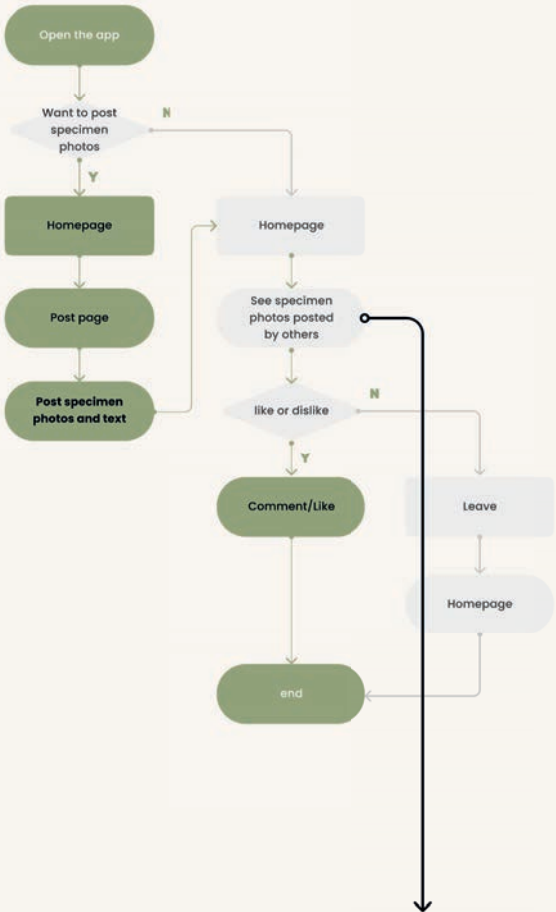 Open the app
Want to post
specimen
photos
N
Y
Homepage
Homepage
Post page
See specimen
photos posted
by others
Post specimen
photos and text
like or dislike
N
Y
Comment/Like
Leave
Homepage
end